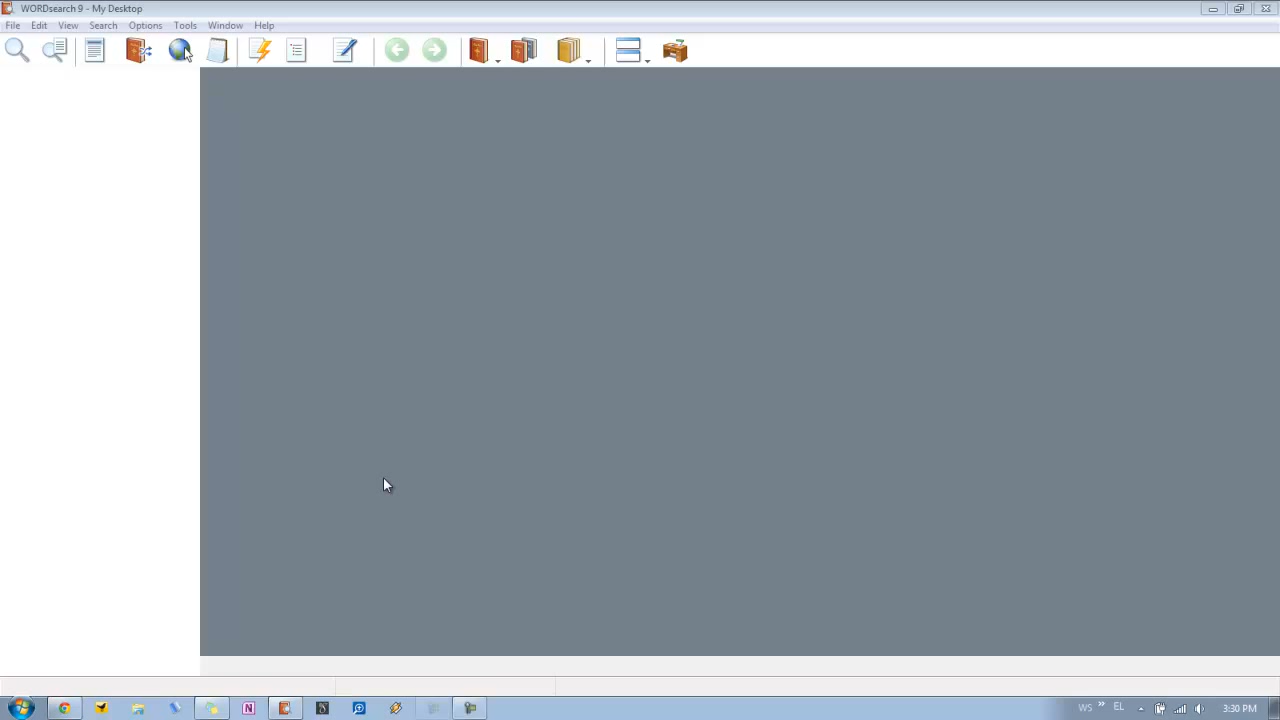 WORDsearch 9 - My Desktop
File Edit View Search Options Tools Window Help
WS » EL 3:30 PM